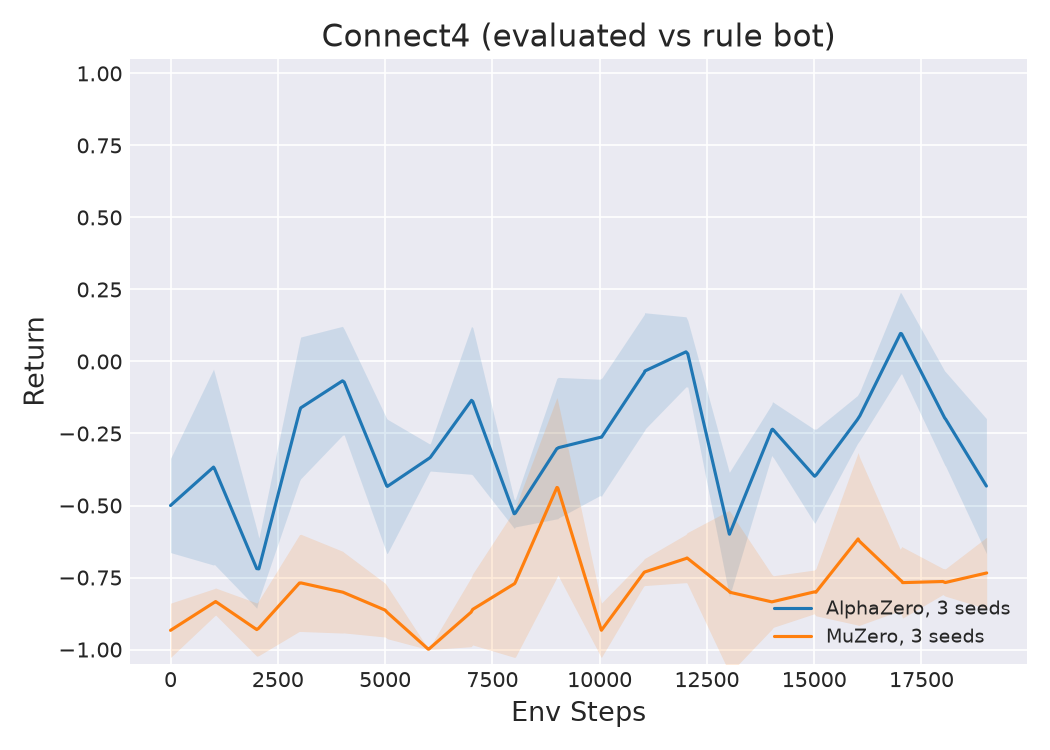 Connect4 (evaluated vs rule bot)
Return
1.00
0.75
0.50
0.25
0.00
−0.25
−0.50
−0.75
−1.00
AlphaZero, 3 seeds
MuZero, 3 seeds
0 2500 5000 7500 10000 12500 15000 17500
Env Steps